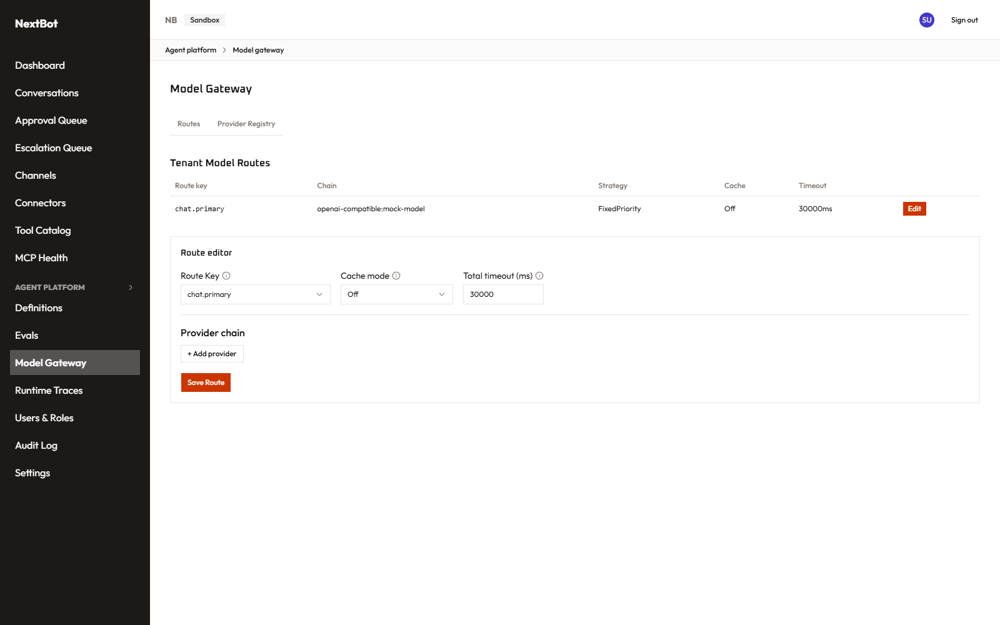 NextBot
Dashboard
Conversations
Approval Queue
Escalation Queue
Channels
Connectors
Tool Catalog
MCP Health
AGENT PLATFORM
Definitions
Evals
Model Gateway
Runtime Traces
Users & Roles
Audit Log
Settings
NB Sandbox
SU Sign out
Agent platform > Model gateway
Model Gateway
Routes Provider Registry
Tenant Model Routes
Route key Chain Strategy Cache Timeout
chat.primary openai-compatible:mock-model FixedPriority Off 30000ms Edit
Route editor
Route Key Cache mode Total timeout (ms)
chat.primary Off 30000
Provider chain
+ Add provider
Save Route